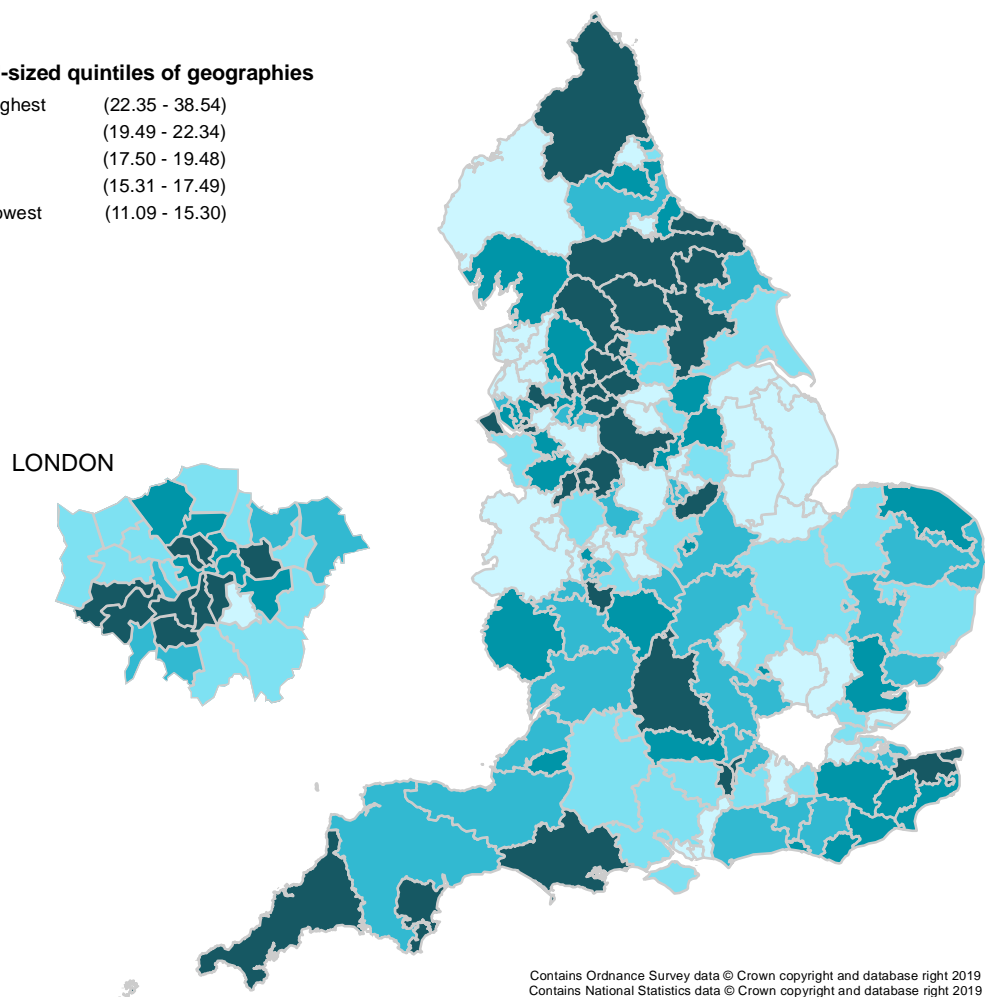 -sized quintiles of geographies
ghest (22.35 - 38.54)
(19.49 - 22.34)
(17.50 - 19.48)
(15.31 - 17.49)
owest (11.09 - 15.30)
LONDON
Contains Ordnance Survey data © Crown copyright and database right 2019
Contains National Statistics data © Crown copyright and database right 2019